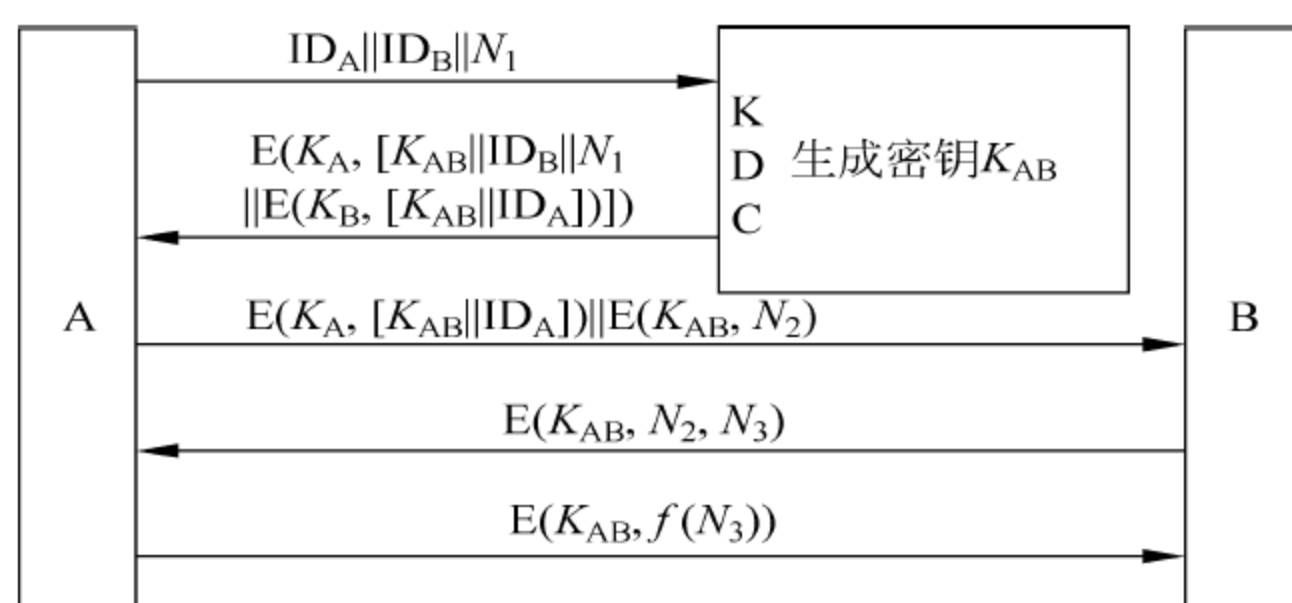 ID_A||ID_B||N_1
E(K_A, [K_AB||ID_B||N_1
||E(K_B, [K_AB||ID_A])])
K
D
C
生成密钥K_AB
A
E(K_A, [K_AB||ID_A])||E(K_AB, N_2)
B
E(K_AB, N_2, N_3)
E(K_AB, f(N_3))